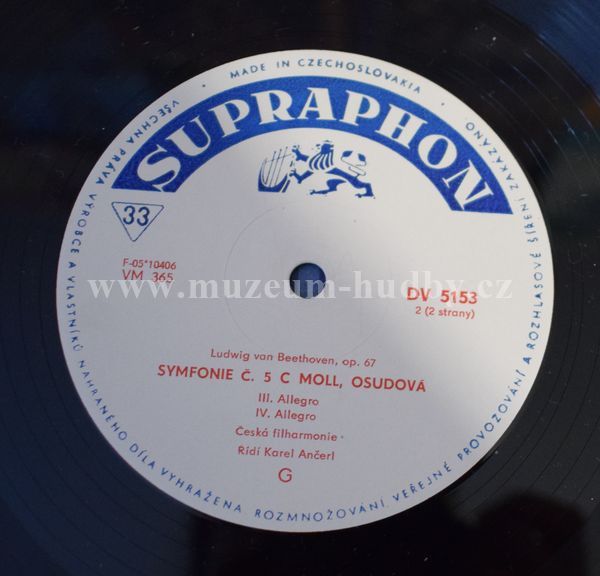 MADE IN CZECHOSLOVAKIA
SUPRAPHON
33
F-05*10406
VM 365
www.muzeum-hudby.cz
DV 5153
2 (2 strany)
Ludwig van Beethoven, op. 67
SYMFONIE Č. 5 C MOLL, OSUDOVÁ
III. Allegro
IV. Allegro
Česká filharmonie
Řídí Karel Ančerl
G
VŠECHNA PRÁVA VÝROBCE A VLASTNÍKŮ NAHRANÉHO DÍLA VYHRAŽENA. ROZMNOŽOVÁNÍ, VEŘEJNÉ PROVOZOVÁNÍ A ROZHLASOVÉ ŠÍŘENÍ ZAKÁZÁNO